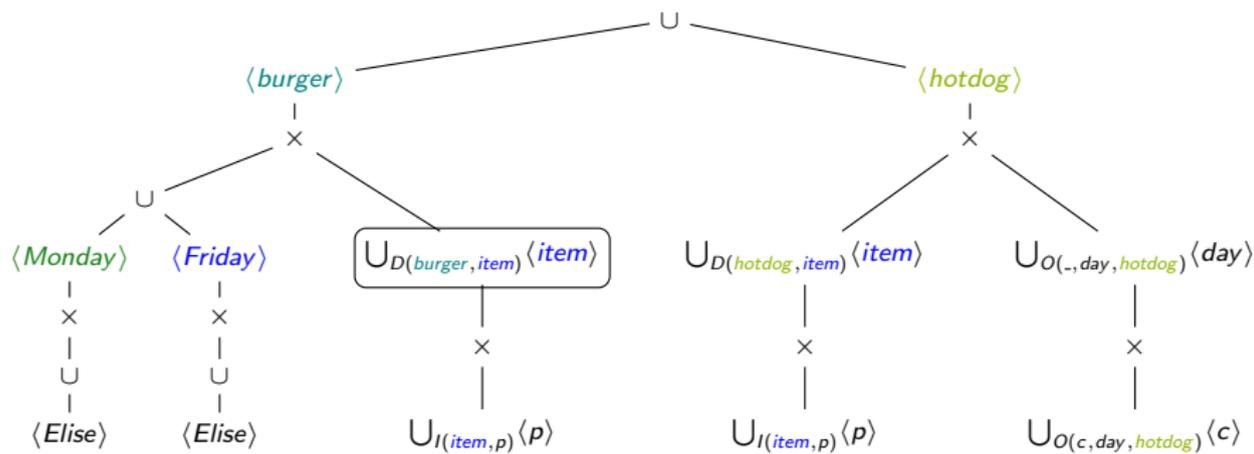 ∪
⟨burger⟩ ⟨hotdog⟩
× ×
∪
⟨Monday⟩ ⟨Friday⟩ ⋃D(burger,item)⟨item⟩ ⋃D(hotdog,item)⟨item⟩ ⋃O(_,day,hotdog)⟨day⟩
× ×
× × ×
∪ ∪
⟨Elise⟩ ⟨Elise⟩ ⋃I(item,p)⟨p⟩ ⋃I(item,p)⟨p⟩ ⋃O(c,day,hotdog)⟨c⟩